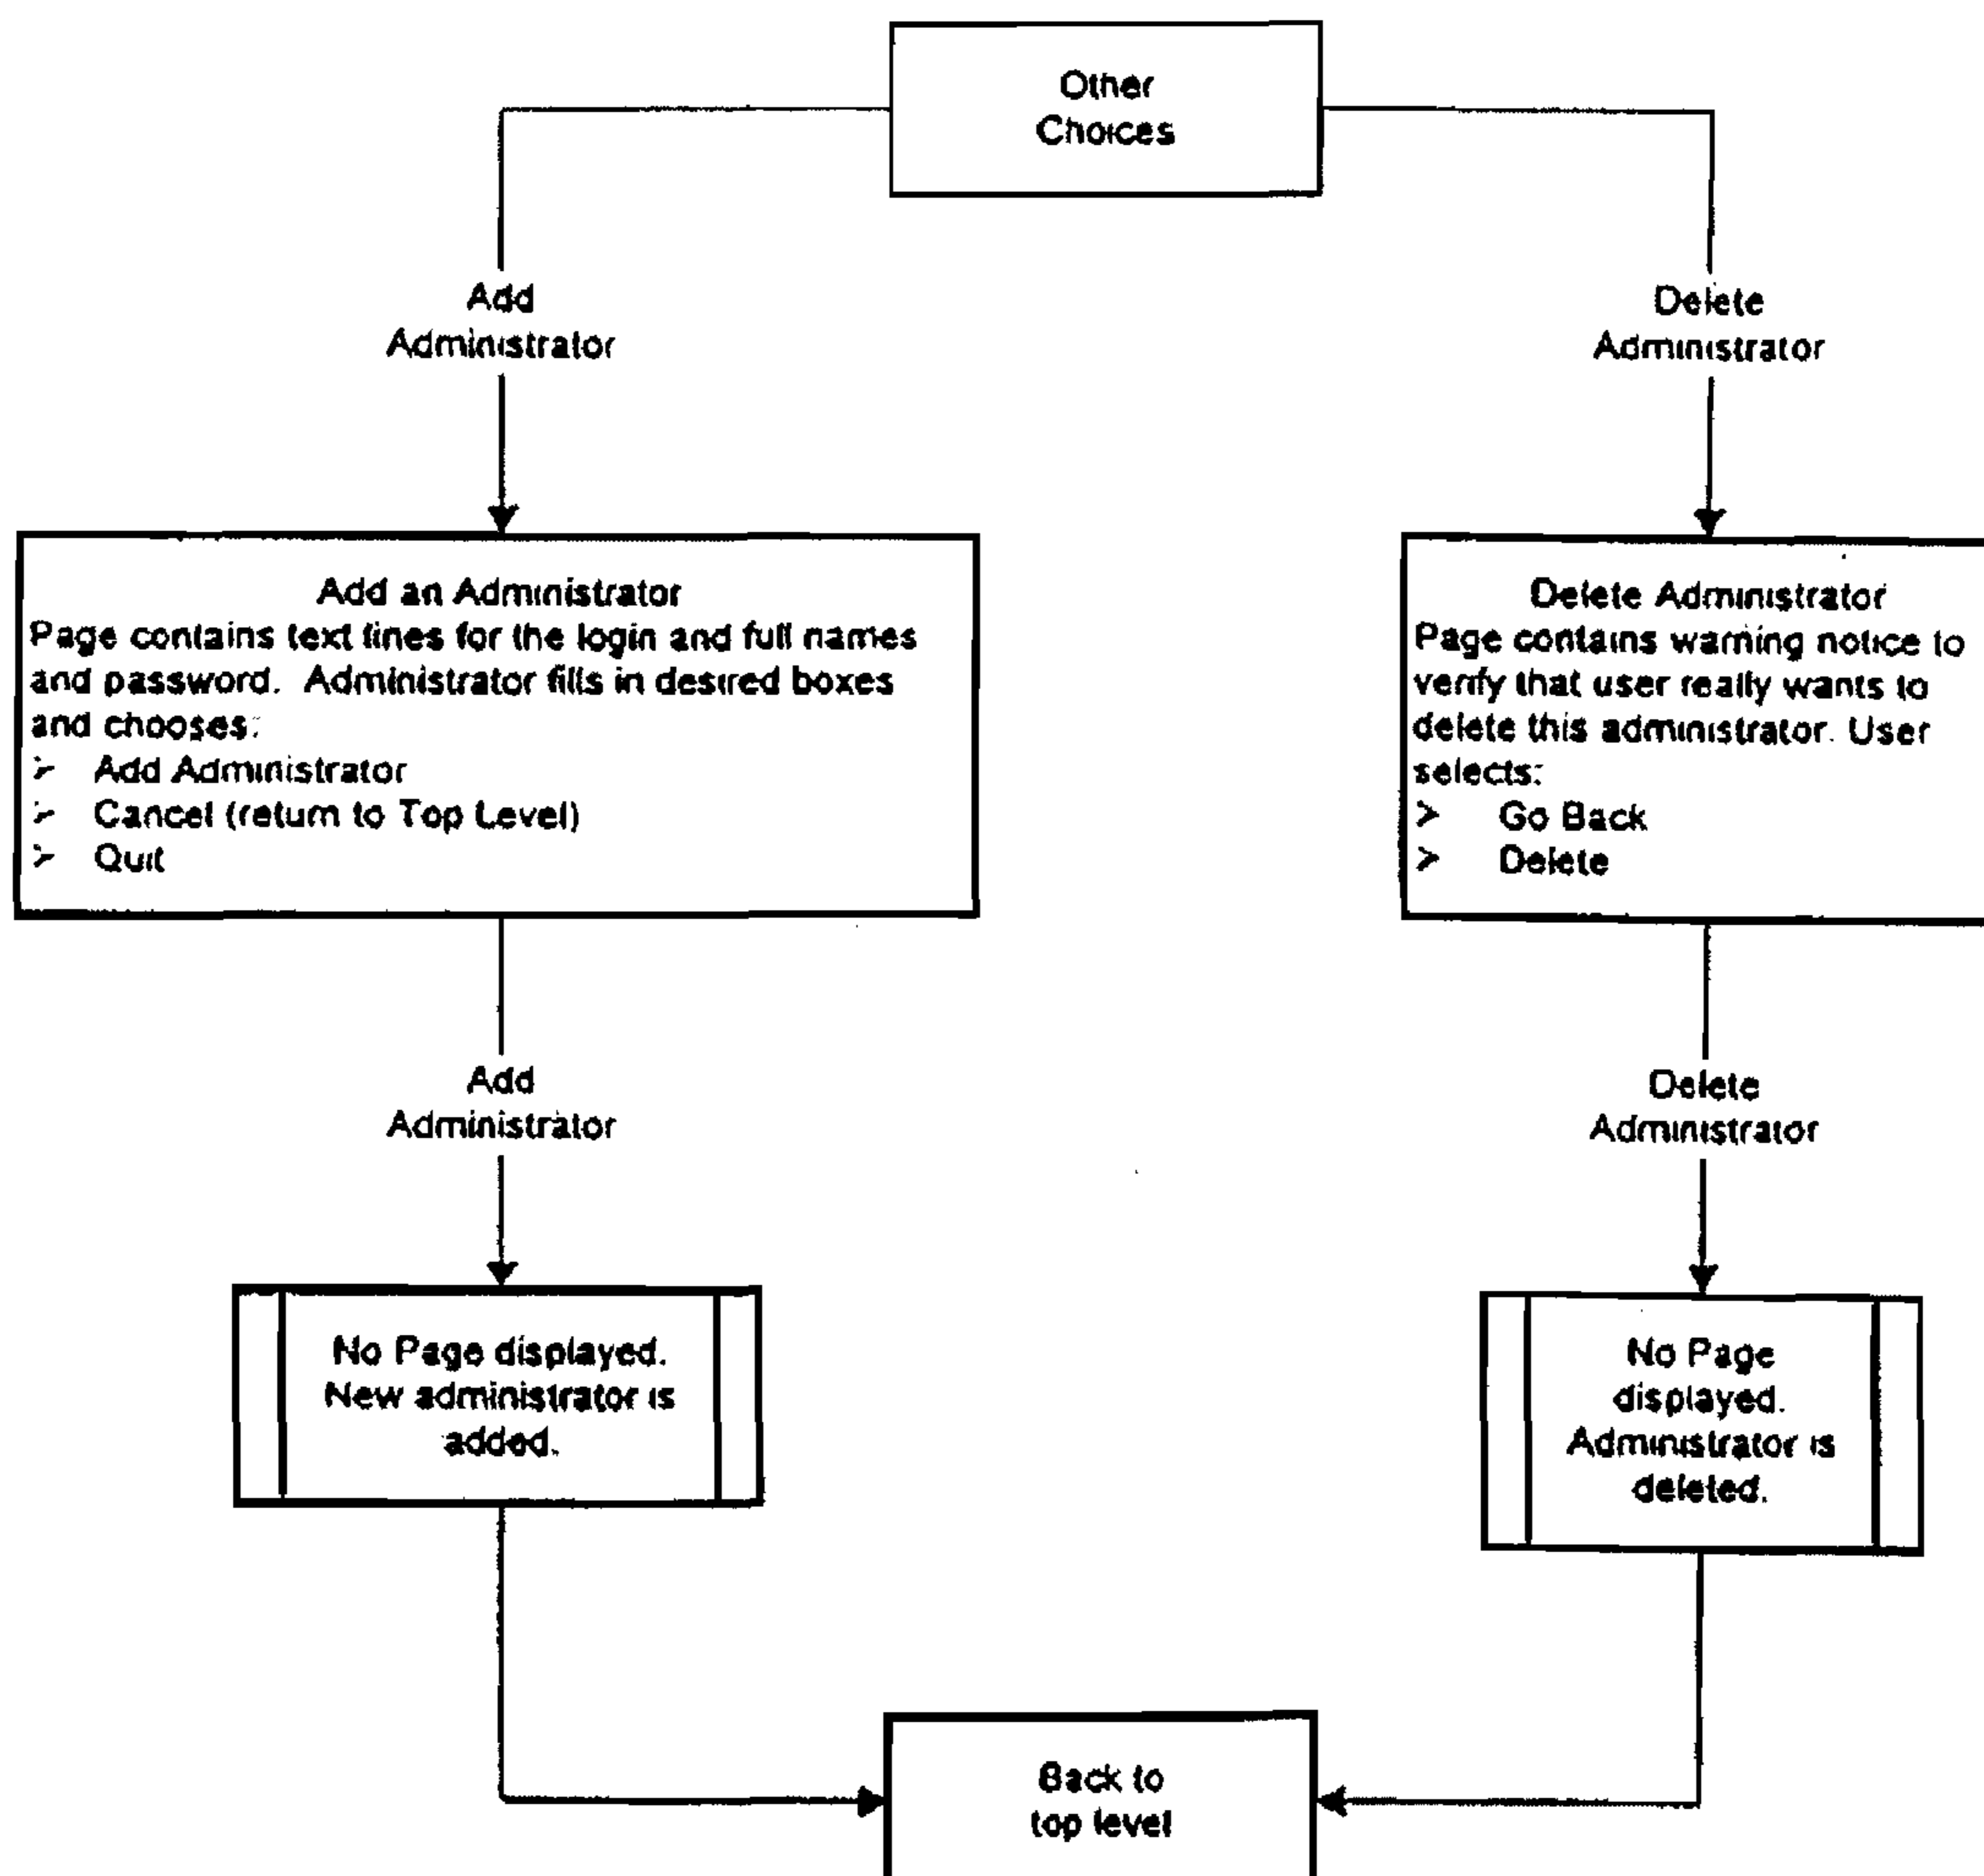 Other
Choices
Add
Administrator
Delete
Administrator
Add an Administrator
Page contains text lines for the login and full names
and password. Administrator fills in desired boxes
and chooses:
➢ Add Administrator
➢ Cancel (return to Top Level)
➢ Quit
Delete Administrator
Page contains warning notice to
verify that user really wants to
delete this administrator. User
selects:
➢ Go Back
➢ Delete
Add
Administrator
Delete
Administrator
No Page displayed.
New administrator is
added.
No Page
displayed.
Administrator is
deleted.
Back to
top level